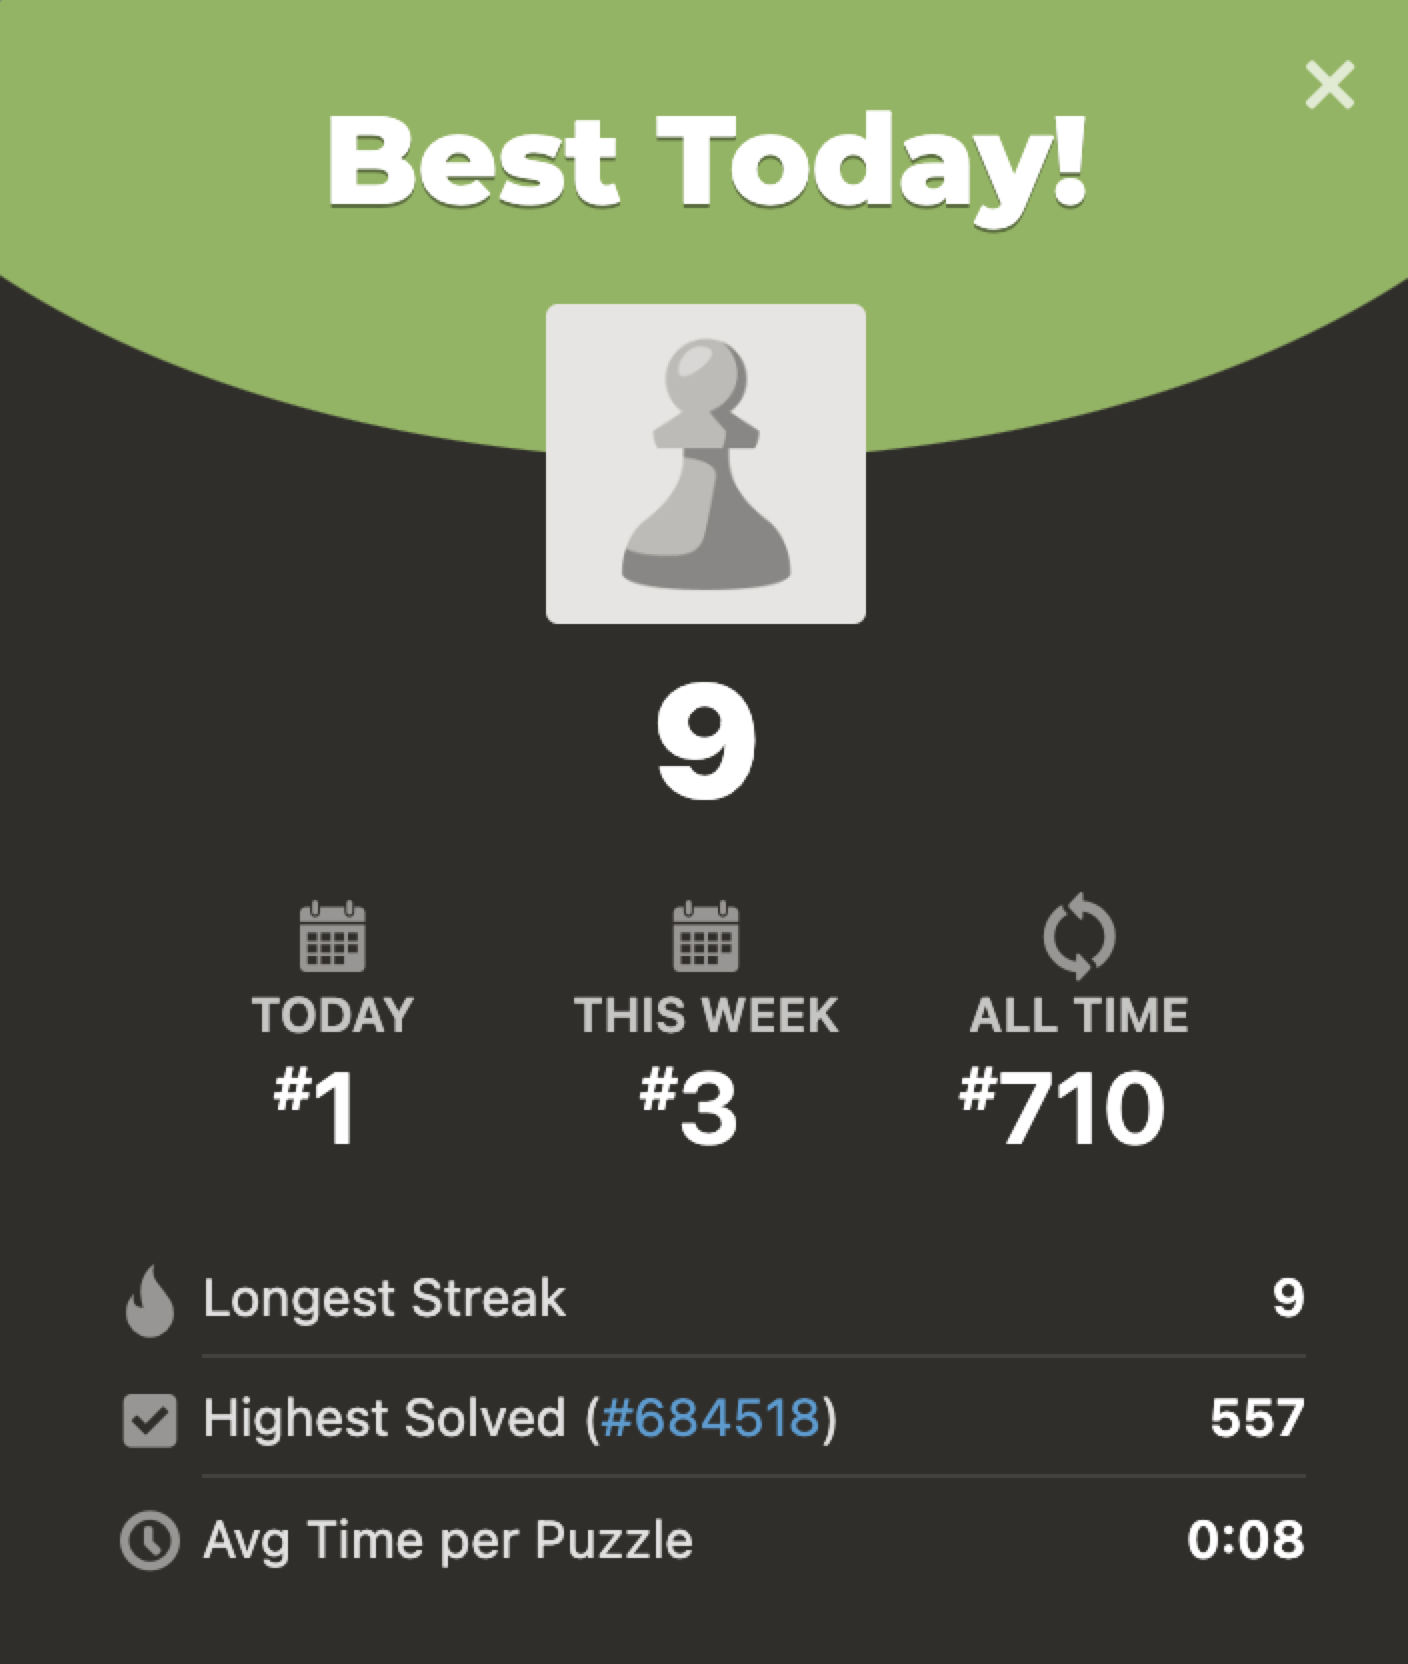 Best Today!
9
TODAY
#1
THIS WEEK
#3
ALL TIME
#710
Longest Streak 9
Highest Solved (#684518) 557
Avg Time per Puzzle 0:08